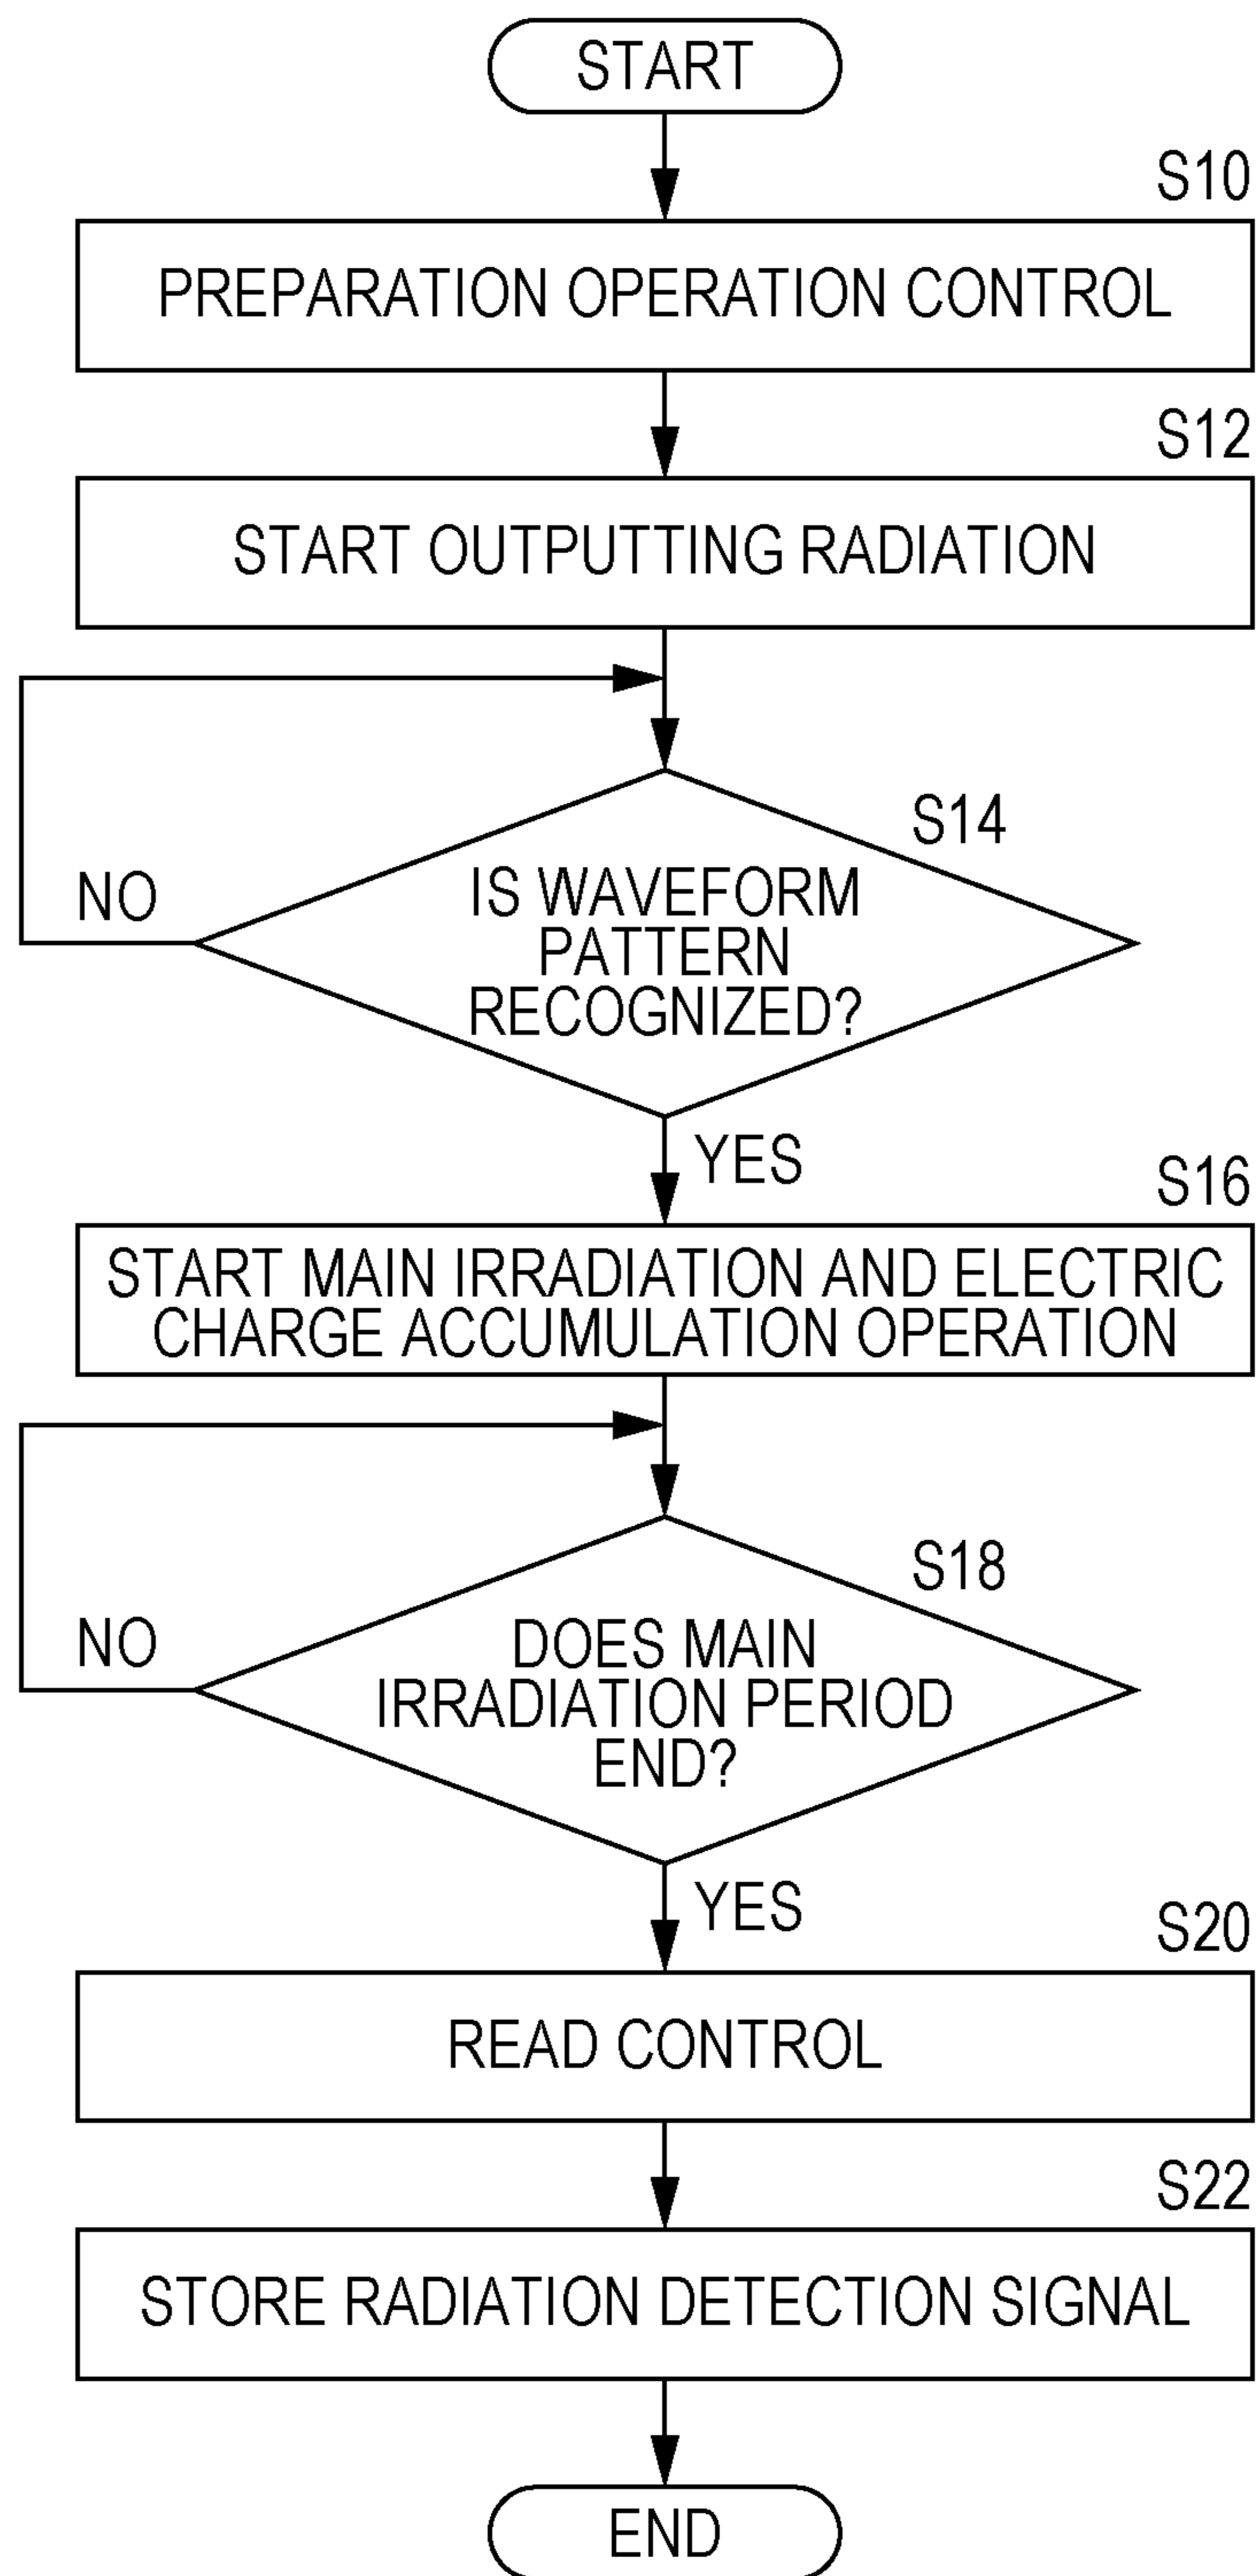 START
S10
PREPARATION OPERATION CONTROL
S12
START OUTPUTTING RADIATION
S14
IS WAVEFORM
PATTERN
RECOGNIZED?
NO
YES
S16
START MAIN IRRADIATION AND ELECTRIC
CHARGE ACCUMULATION OPERATION
S18
DOES MAIN
IRRADIATION PERIOD
END?
NO
YES
S20
READ CONTROL
S22
STORE RADIATION DETECTION SIGNAL
END